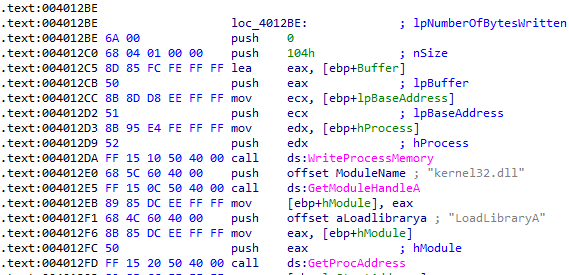 .text:004012BE
.text:004012BE loc_4012BE: ; lpNumberOfBytesWritten
.text:004012BE 6A 00 push 0
.text:004012C0 68 04 01 00 00 push 104h ; nSize
.text:004012C5 8D 85 FC FE FF FF lea eax, [ebp+Buffer]
.text:004012CB 50 push eax ; lpBuffer
.text:004012CC 8B 8D D8 EE FF FF mov ecx, [ebp+lpBaseAddress]
.text:004012D2 51 push ecx ; lpBaseAddress
.text:004012D3 8B 95 E4 FE FF FF mov edx, [ebp+hProcess]
.text:004012D9 52 push edx ; hProcess
.text:004012DA FF 15 10 50 40 00 call ds:WriteProcessMemory
.text:004012E0 68 5C 60 40 00 push offset ModuleName ; "kernel32.dll"
.text:004012E5 FF 15 0C 50 40 00 call ds:GetModuleHandleA
.text:004012EB 89 85 DC EE FF FF mov [ebp+hModule], eax
.text:004012F1 68 4C 60 40 00 push offset aLoadlibrarya ; "LoadLibraryA"
.text:004012F6 8B 85 DC EE FF FF mov eax, [ebp+hModule]
.text:004012FC 50 push eax ; hModule
.text:004012FD FF 15 20 50 40 00 call ds:GetProcAddress